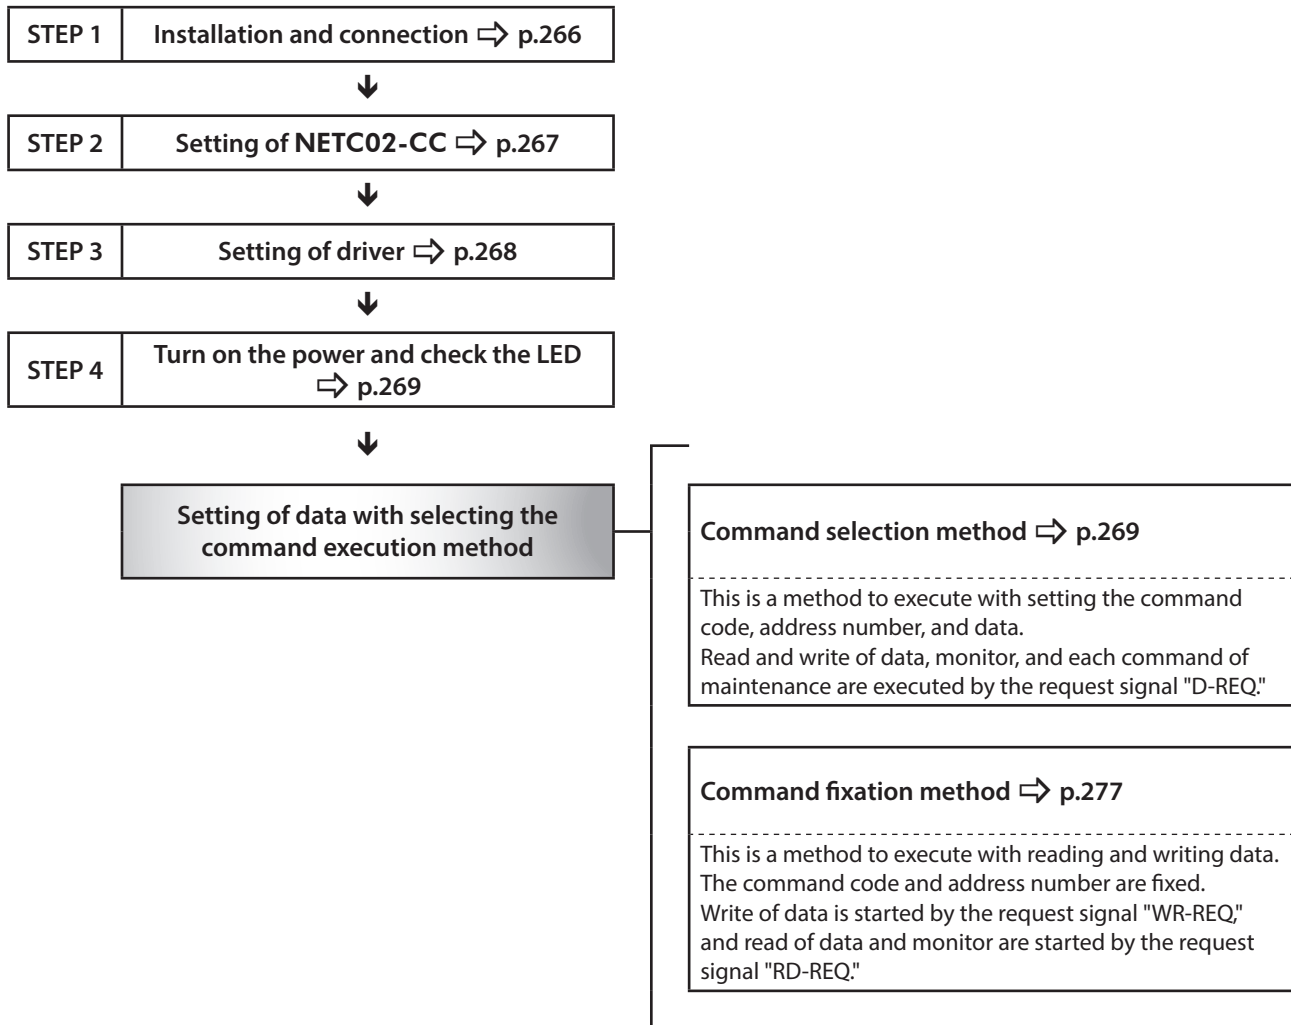 STEP 1
Installation and connection ⇨ p.266
STEP 2
Setting of NETC02-CC ⇨ p.267
STEP 3
Setting of driver ⇨ p.268
STEP 4
Turn on the power and check the LED
⇨ p.269
Setting of data with selecting the
command execution method
Command selection method ⇨ p.269
This is a method to execute with setting the command
code, address number, and data.
Read and write of data, monitor, and each command of
maintenance are executed by the request signal "D-REQ."
Command fixation method ⇨ p.277
This is a method to execute with reading and writing data.
The command code and address number are fixed.
Write of data is started by the request signal "WR-REQ,"
and read of data and monitor are started by the request
signal "RD-REQ."